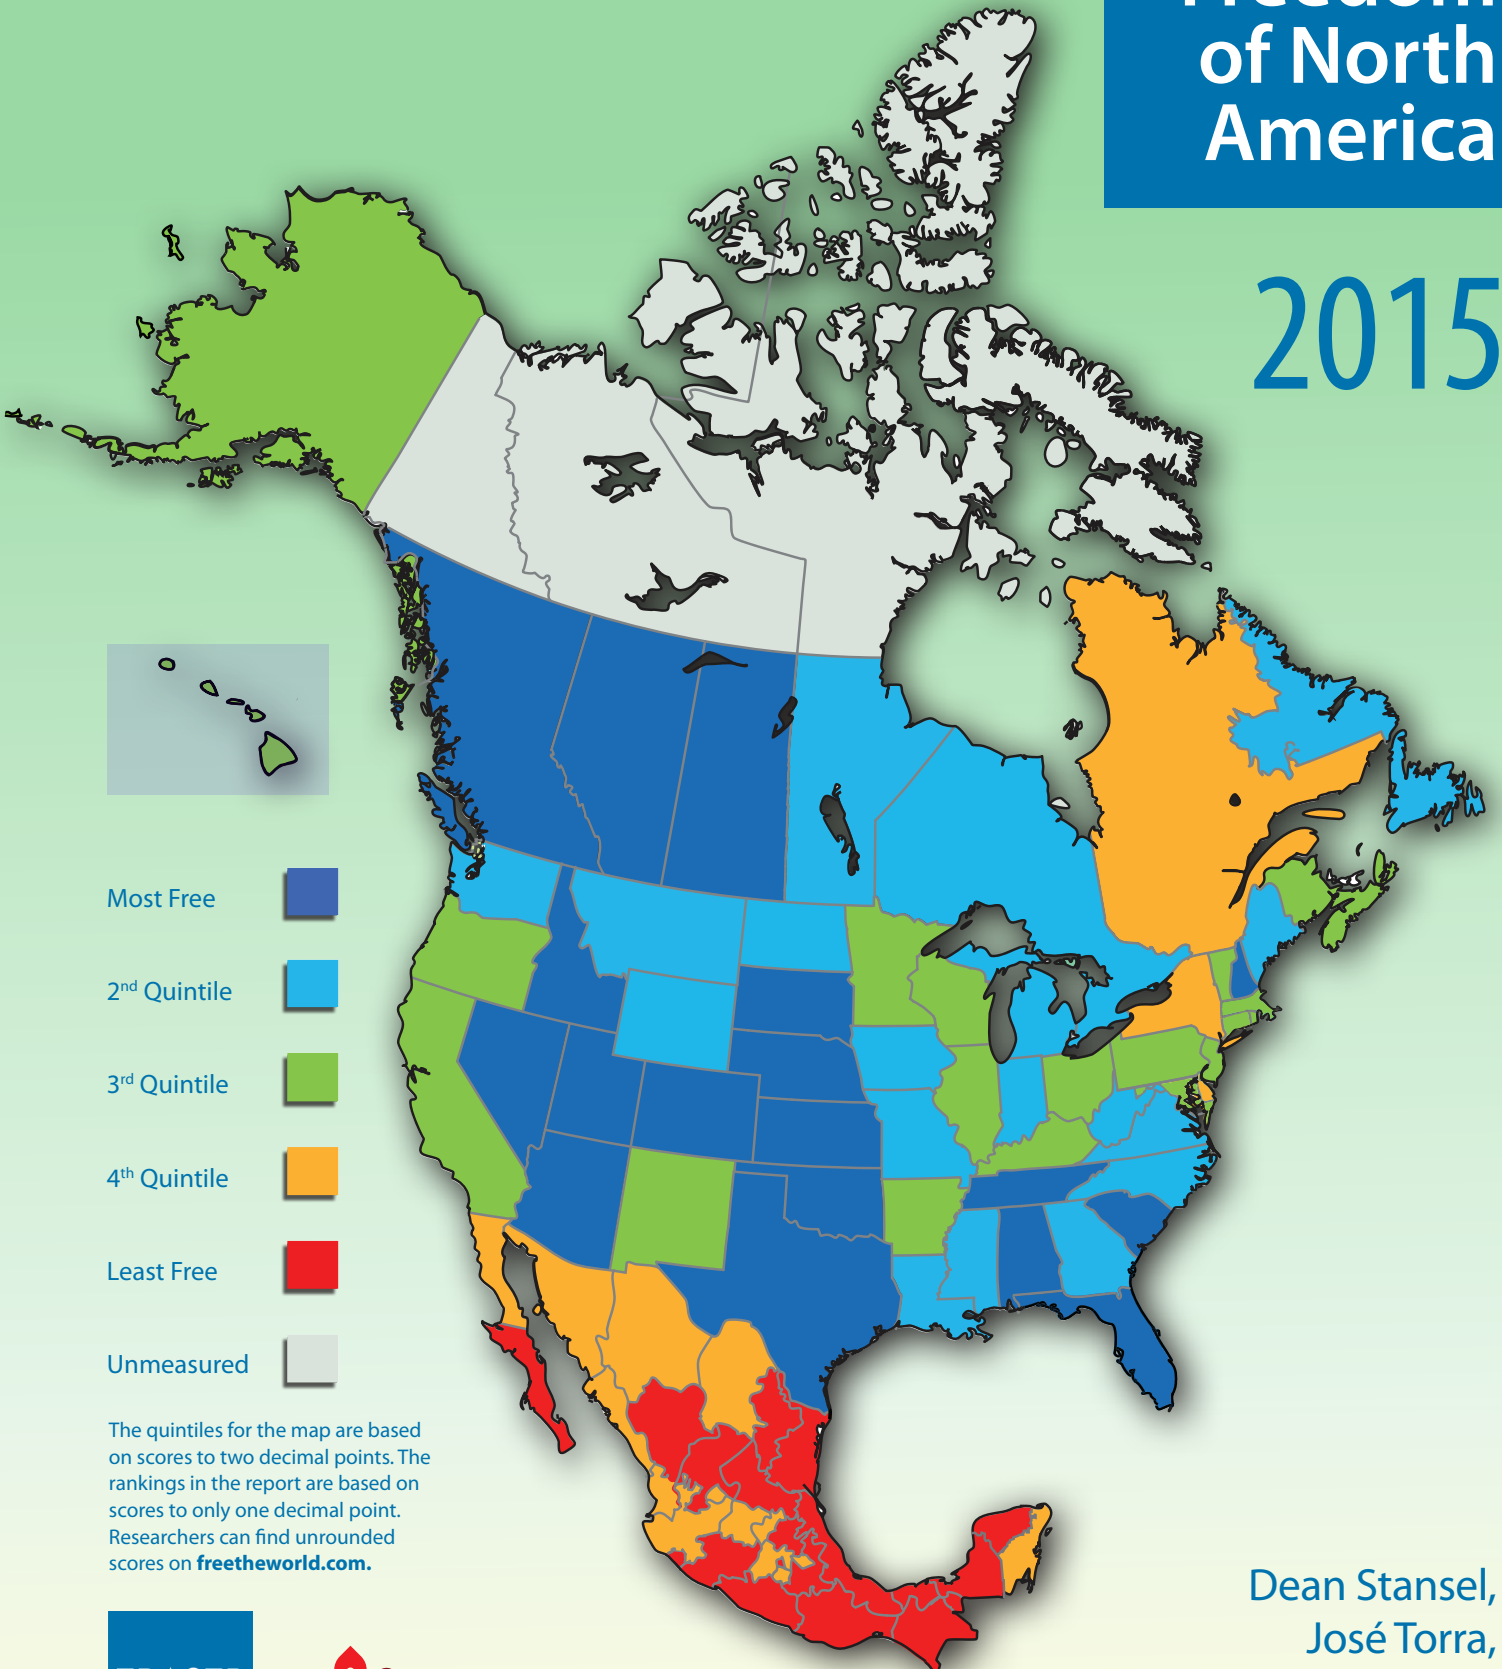 of North
America
2015
Most Free
2nd Quintile
3rd Quintile
4th Quintile
Least Free
Unmeasured
The quintiles for the map are based
on scores to two decimal points. The
rankings in the report are based on
scores to only one decimal point.
Researchers can find unrounded
scores on freetheworld.com.
Dean Stansel,
José Torra,